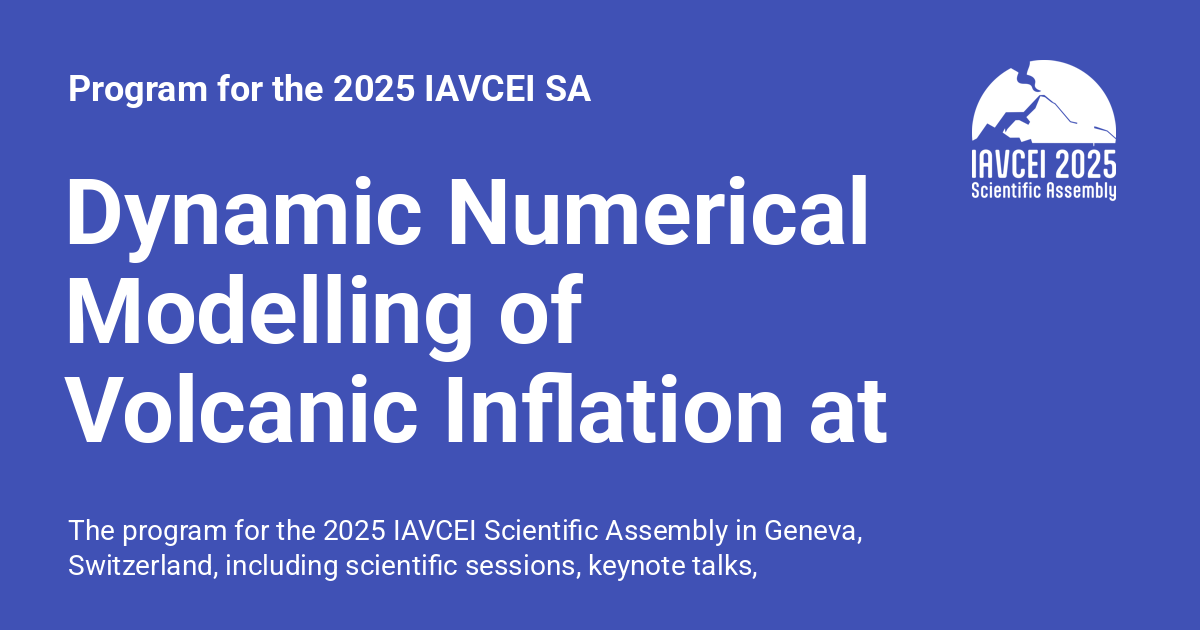 Program for the 2025 IAVCEI SA
IAVCEI 2025
Scientific Assembly
Dynamic Numerical
Modelling of
Volcanic Inflation at
The program for the 2025 IAVCEI Scientific Assembly in Geneva,
Switzerland, including scientific sessions, keynote talks,